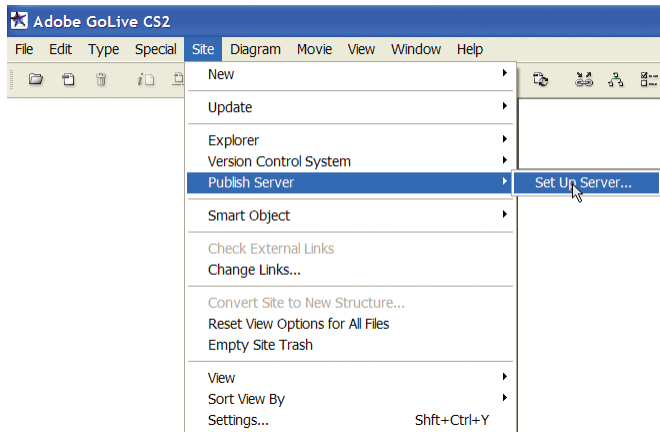 Adobe GoLive CS2
File Edit Type Special Site Diagram Movie View Window Help
New
Update
Explorer
Version Control System
Publish Server
Set Up Server...
Smart Object
Check External Links
Change Links...
Convert Site to New Structure...
Reset View Options for All Files
Empty Site Trash
View
Sort View By
Settings... Shft+Ctrl+Y